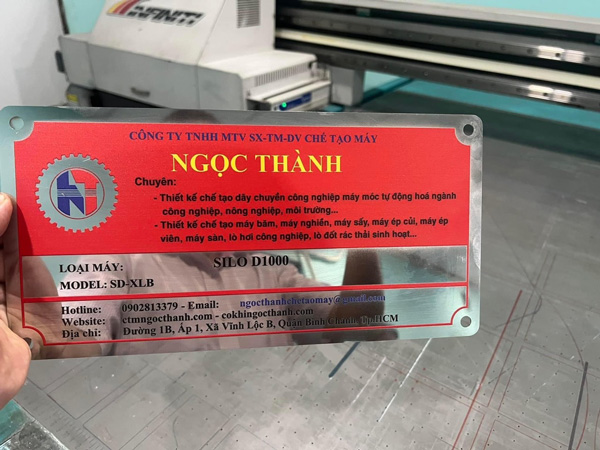 INFINITI
CÔNG TY TNHH MTV SX-TM-DV CHẾ TẠO MÁY
NGỌC THÀNH
NT
Chuyên:
- Thiết kế chế tạo dây chuyền công nghiệp máy móc tự động hoá ngành
công nghiệp, nông nghiệp, môi trường...
- Thiết kế chế tạo máy băm, máy nghiền, máy sấy, máy ép củi, máy ép
viên, máy sàn, lò hơi công nghiệp, lò đốt rác thải sinh hoạt...
LOẠI MÁY: SILO D1000
MODEL: SD-XLB
Hotline: 0902813379 - Email: ngocthanhchetaomay@gmail.com
Website: ctmngocthanh.com - cokhingocthanh.com
Địa chỉ: Đường 1B, Ấp 1, Xã Vĩnh Lộc B, Quận Bình Chánh, Tp.HCM